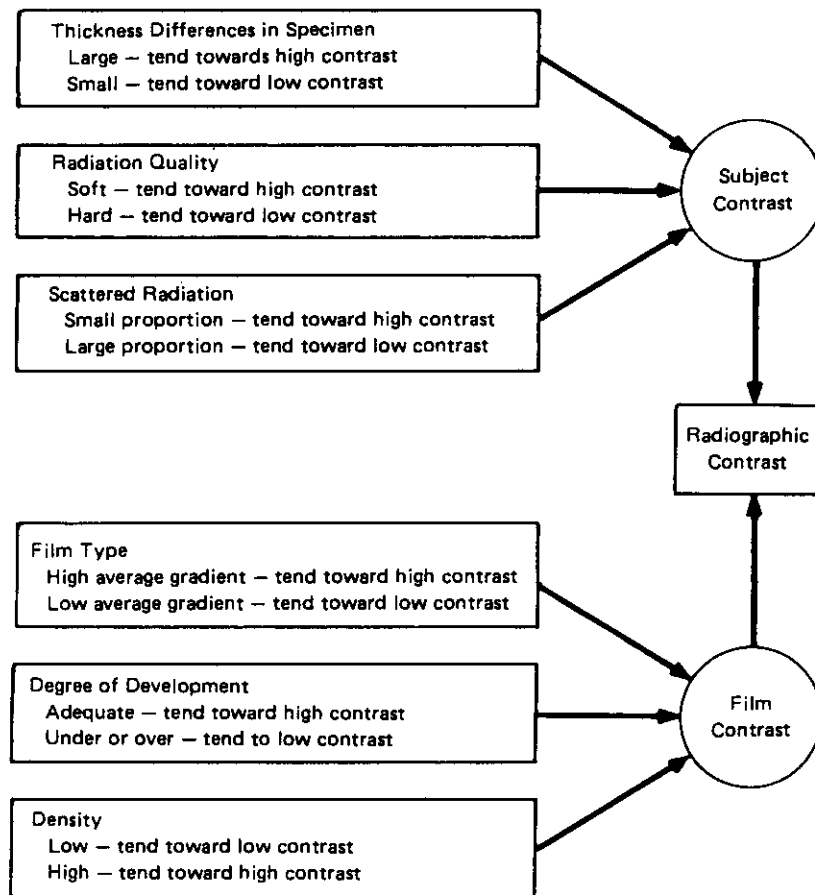 Thickness Differences in Specimen
Large — tend towards high contrast
Small — tend toward low contrast
Radiation Quality
Soft — tend toward high contrast
Hard — tend toward low contrast
Scattered Radiation
Small proportion — tend toward high contrast
Large proportion — tend toward low contrast
Subject
Contrast
Radiographic
Contrast
Film Type
High average gradient — tend toward high contrast
Low average gradient — tend toward low contrast
Degree of Development
Adequate — tend toward high contrast
Under or over — tend to low contrast
Density
Low — tend toward low contrast
High — tend toward high contrast
Film
Contrast